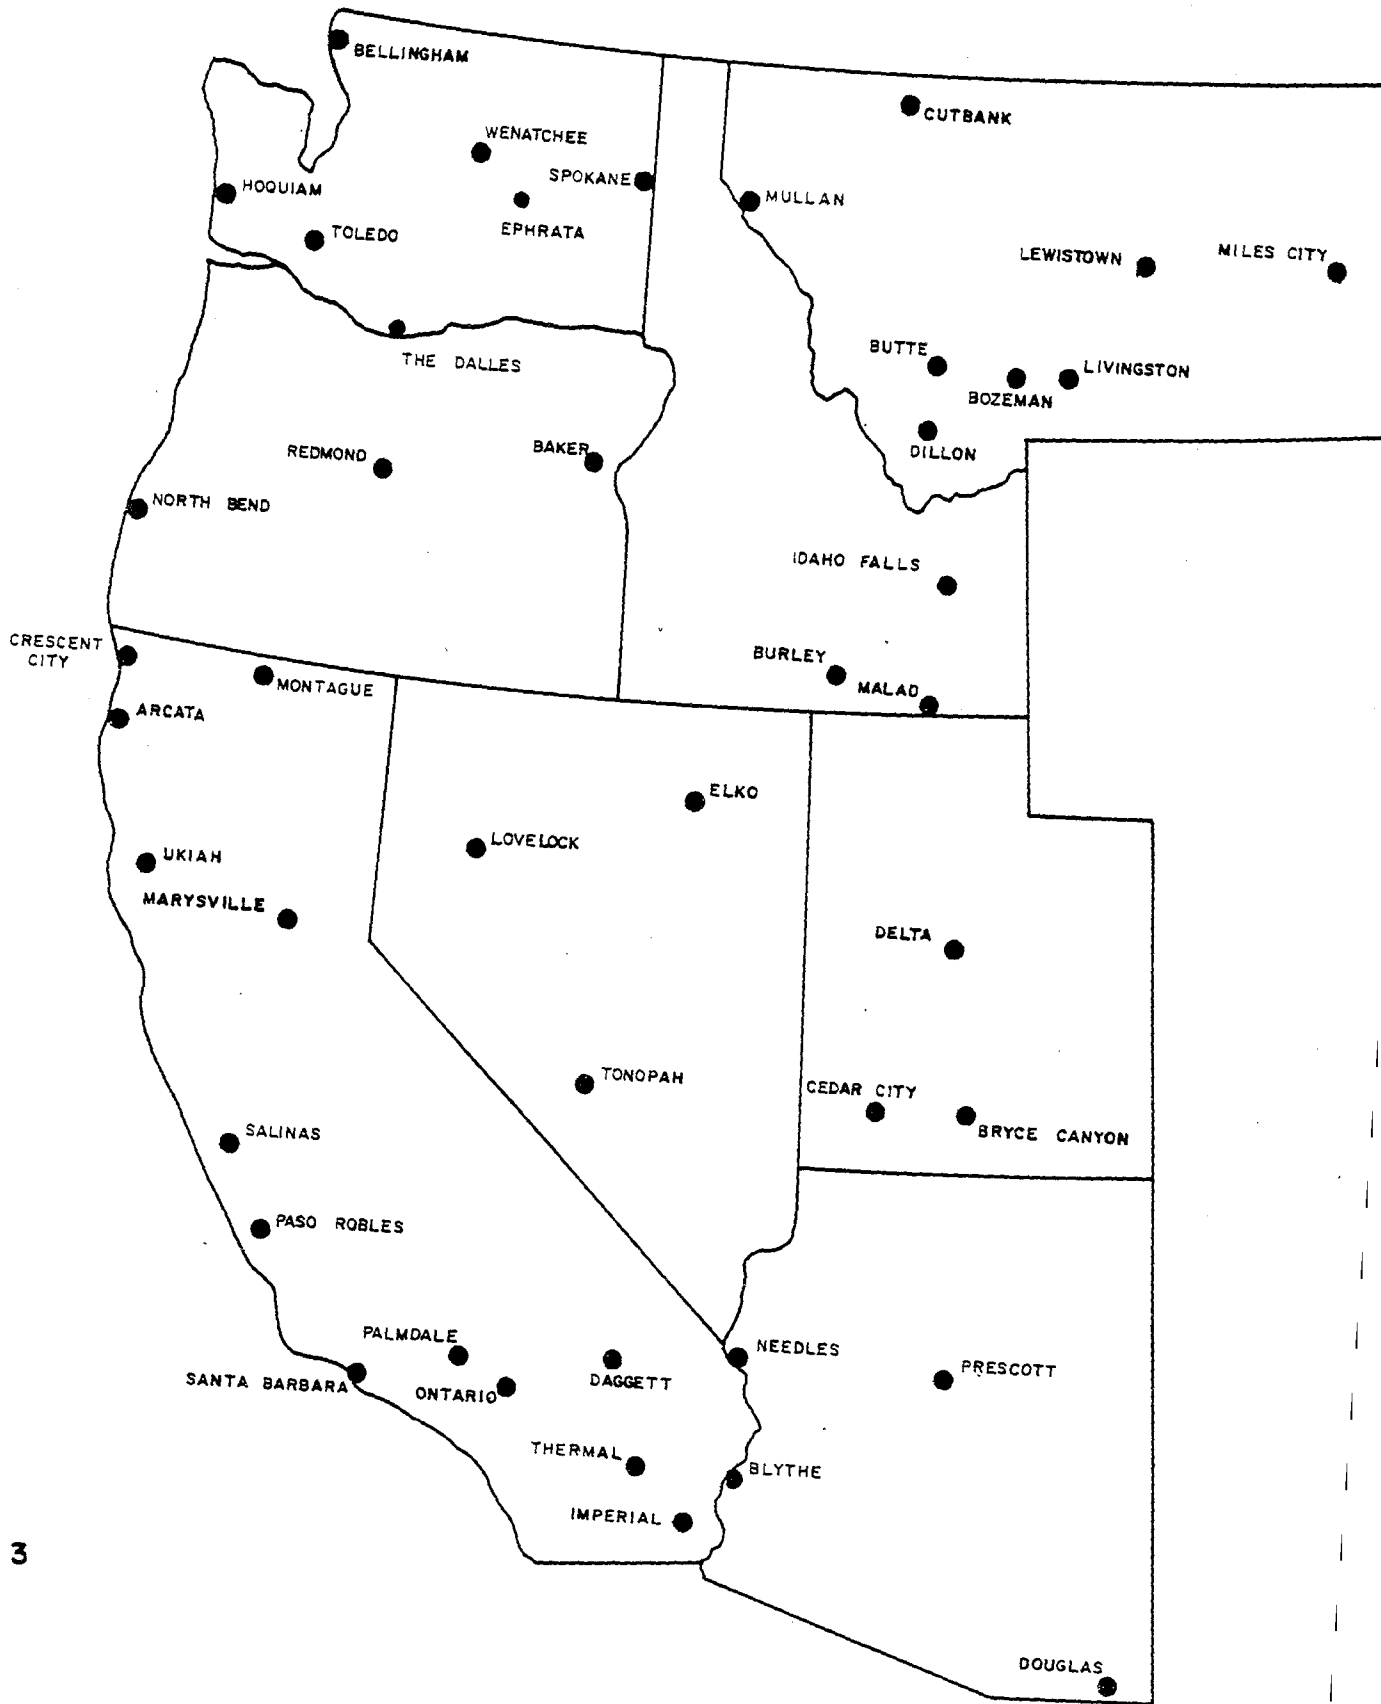 BELLINGHAM
CUTBANK
WENATCHEE
SPOKANE
HOQUIAM
MULLAN
TOLEDO
EPHRATA
LEWISTOWN
MILES CITY
THE DALLES
BUTTE
LIVINGSTON
BOZEMAN
REDMOND
BAKER
DILLON
NORTH BEND
IDAHO FALLS
CRESCENT
CITY
BURLEY
MALAD
MONTAGUE
ARCATA
ELKO
LOVELOCK
UKIAH
MARYSVILLE
DELTA
TONOPAH
CEDAR CITY
BRYCE CANYON
SALINAS
PASO ROBLES
PALMDALE
NEEDLES
PRESCOTT
SANTA BARBARA
ONTARIO
DAGGETT
THERMAL
BLYTHE
IMPERIAL
3
DOUGLAS